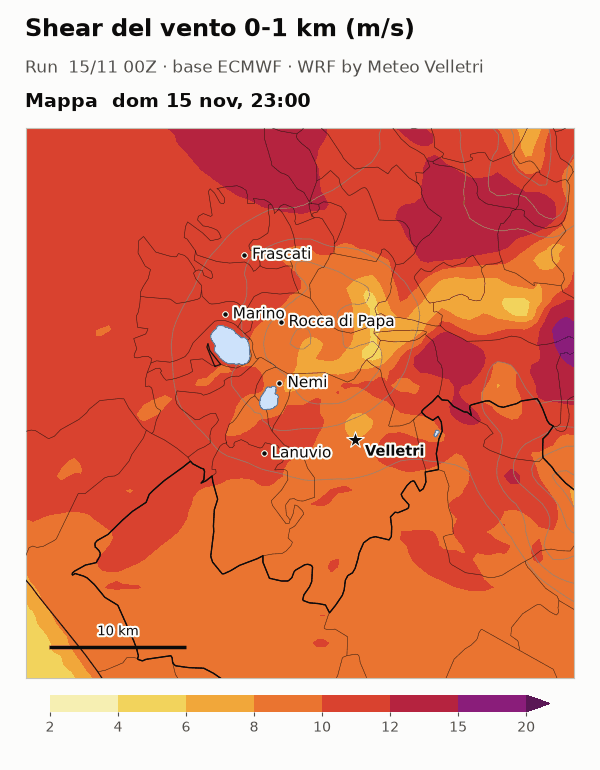 Shear del vento 0-1 km (m/s)
Run  15/11 00Z · base ECMWF · WRF by Meteo Velletri
Mappa  dom 15 nov, 23:00
Frascati
Marino
Rocca di Papa
Nemi
Lanuvio
Velletri
10 km
2 4 6 8 10 12 15 20